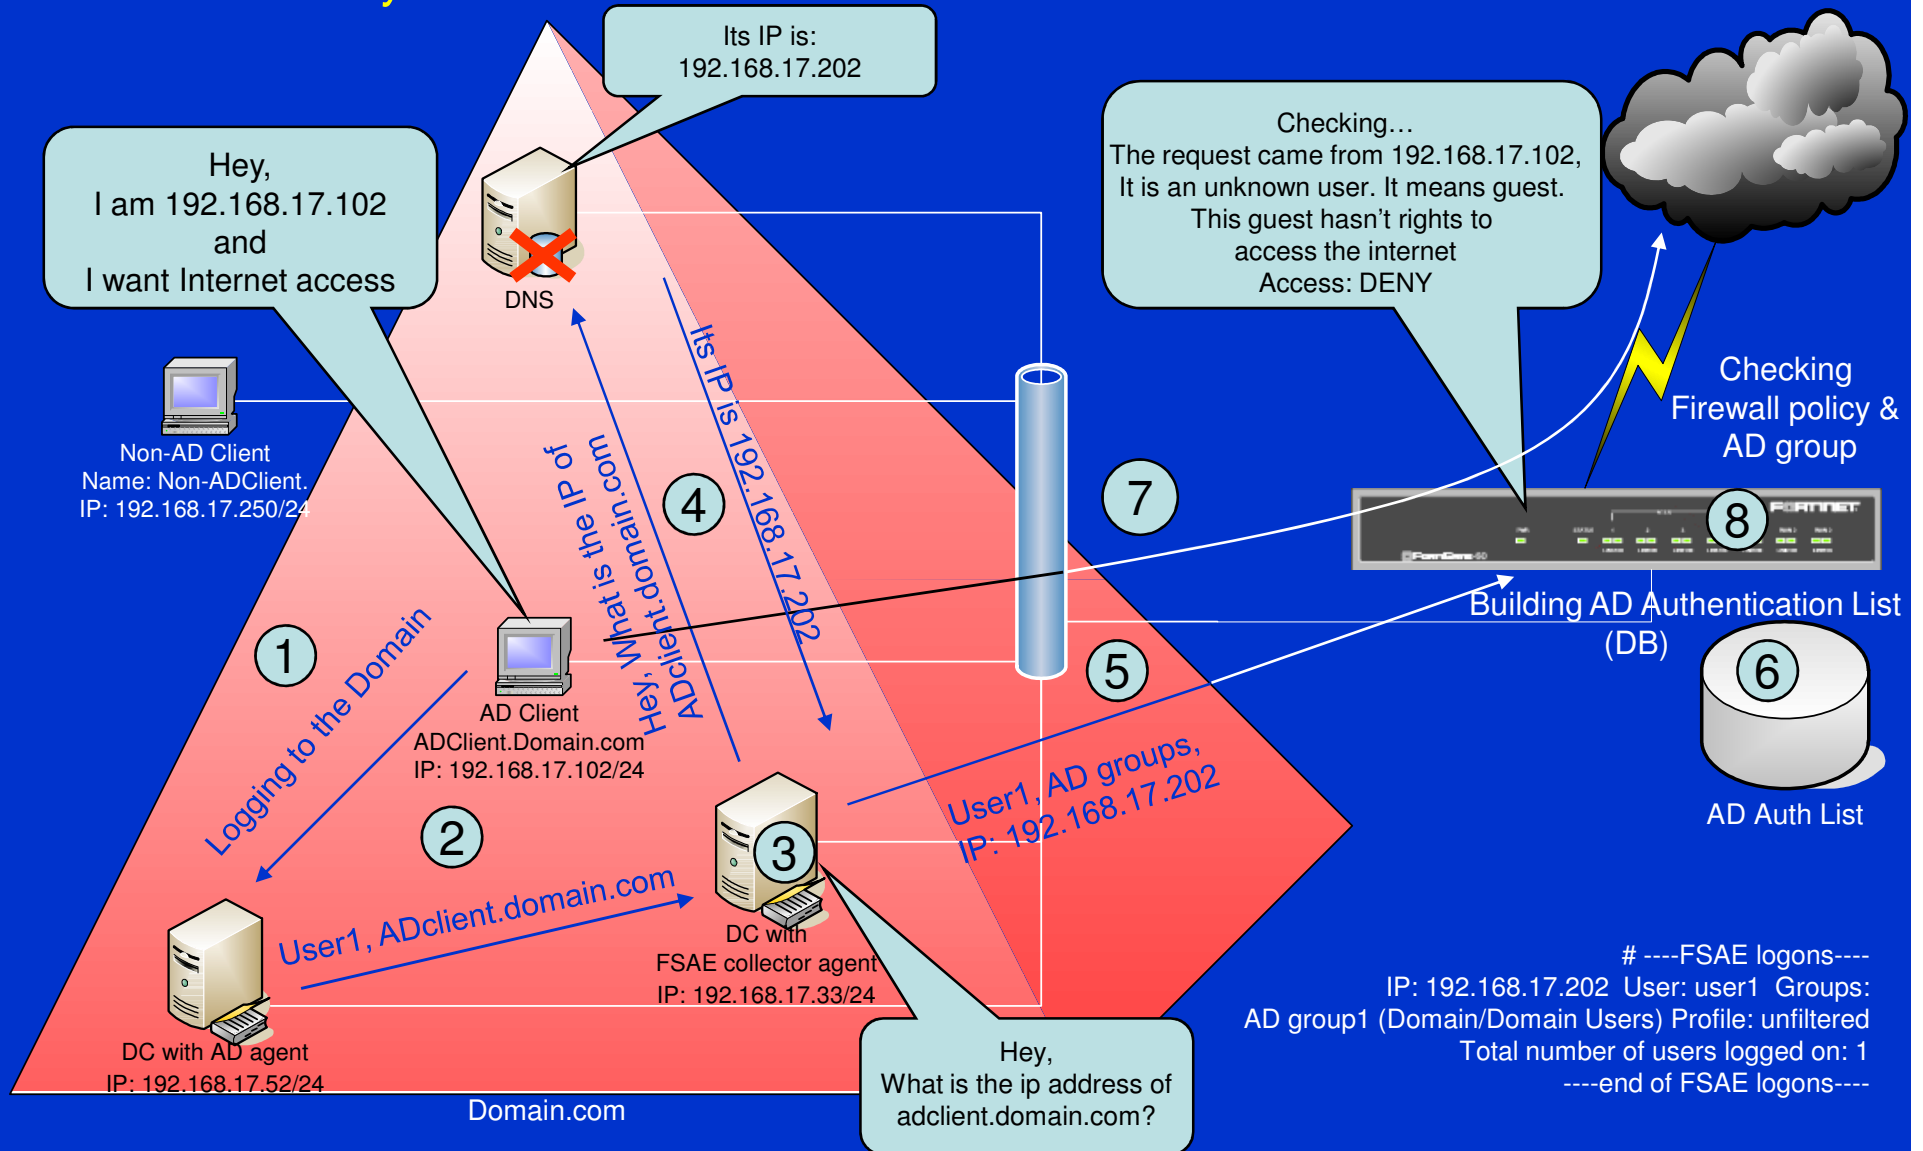 Its IP is:
192.168.17.202
Hey,
I am 192.168.17.102
and
I want Internet access
Checking…
The request came from 192.168.17.102,
It is an unknown user. It means guest.
This guest hasn't rights to
access the internet
Access: DENY
DNS
Non-AD Client
Name: Non-ADClient.
IP: 192.168.17.250/24
Its IP is 192.168.17.202
Hey, What is the IP of
ADclient.domain.com
4
7
Checking
Firewall policy &
AD group
FORTINET
8
FortiGate-60
Building AD Authentication List
(DB)
6
AD Auth List
1
Logging to the Domain
AD Client
ADClient.Domain.com
IP: 192.168.17.102/24
5
User1, AD groups,
IP: 192.168.17.202
2
3
User1, ADclient.domain.com
DC with
FSAE collector agent
IP: 192.168.17.33/24
DC with AD agent
IP: 192.168.17.52/24
Domain.com
Hey,
What is the ip address of
adclient.domain.com?
# ----FSAE logons----
IP: 192.168.17.202 User: user1 Groups:
AD group1 (Domain/Domain Users) Profile: unfiltered
Total number of users logged on: 1
----end of FSAE logons----